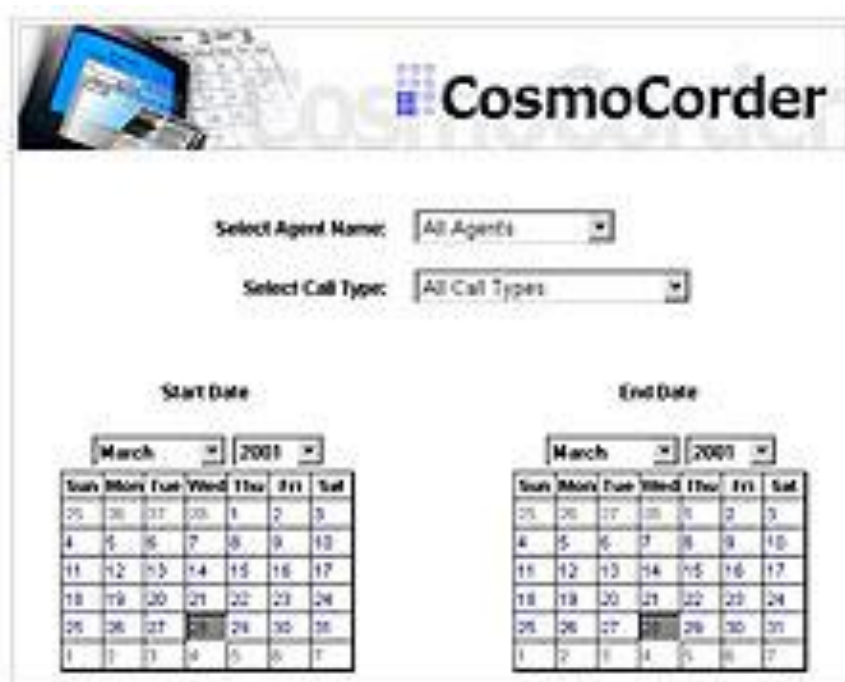 CosmoCorder
Select Agent Name: All Agents
Select Call Type: All Call Types
Start Date
March 2001
Sun Mon Tue Wed Thu Fri Sat
25 26 27 28 1 2 3
4 5 6 7 8 9 10
11 12 13 14 15 16 17
18 19 20 21 22 23 24
25 26 27 28 29 30 31
1 2 3 4 5 6 7
End Date
March 2001
Sun Mon Tue Wed Thu Fri Sat
25 26 27 28 1 2 3
4 5 6 7 8 9 10
11 12 13 14 15 16 17
18 19 20 21 22 23 24
25 26 27 28 29 30 31
1 2 3 4 5 6 7